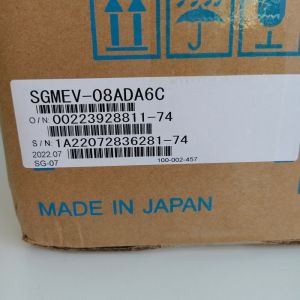 SGMEV-08ADA6C
O/N: 00223928811-74
S/N: 1A22072836281-74
2022.07
SG-07
100-002-457
MADE IN JAPAN